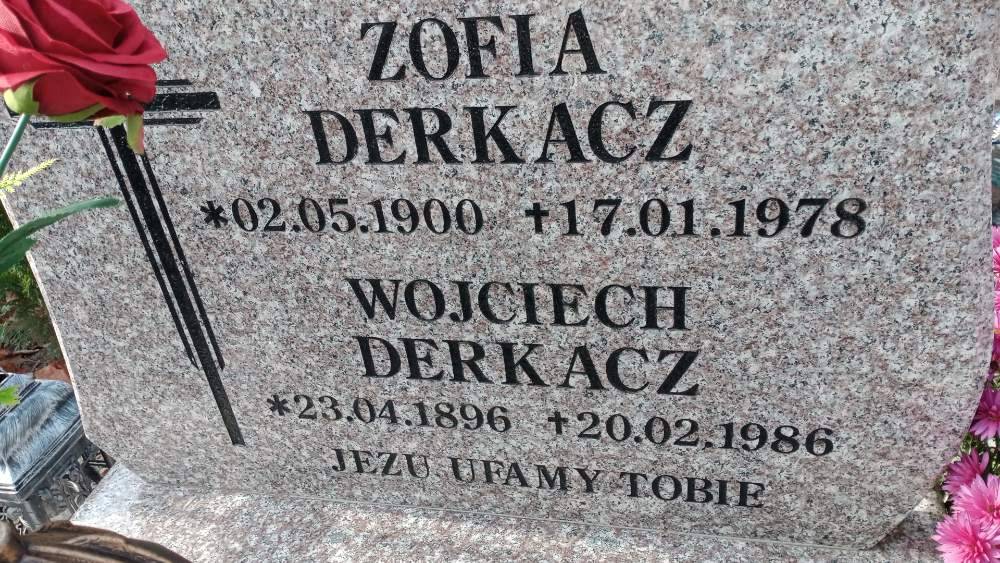 ZOFIA
DERKACZ
*02.05.1900 †17.01.1978
WOJCIECH
DERKACZ
*23.04.1896 †20.02.1986
JEZU UFAMY TOBIE